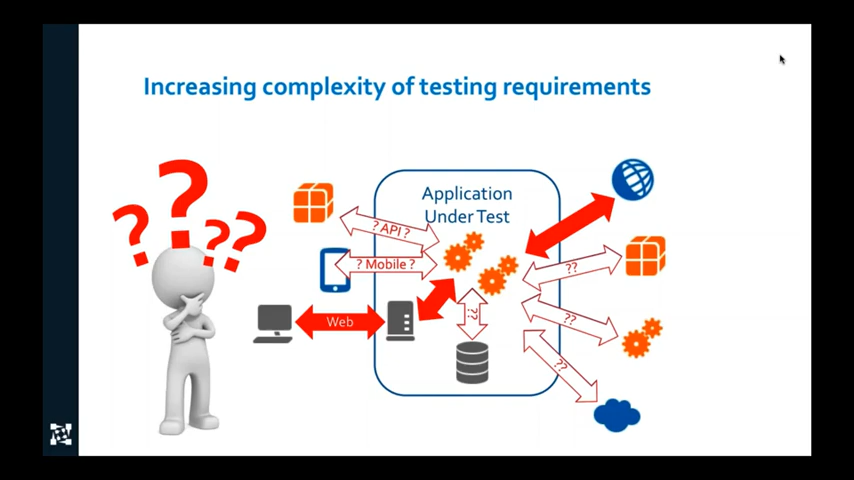 Increasing complexity of testing requirements
? ? ? ?
Application
Under Test
? API ?
? Mobile ?
Web
??
??
??
??